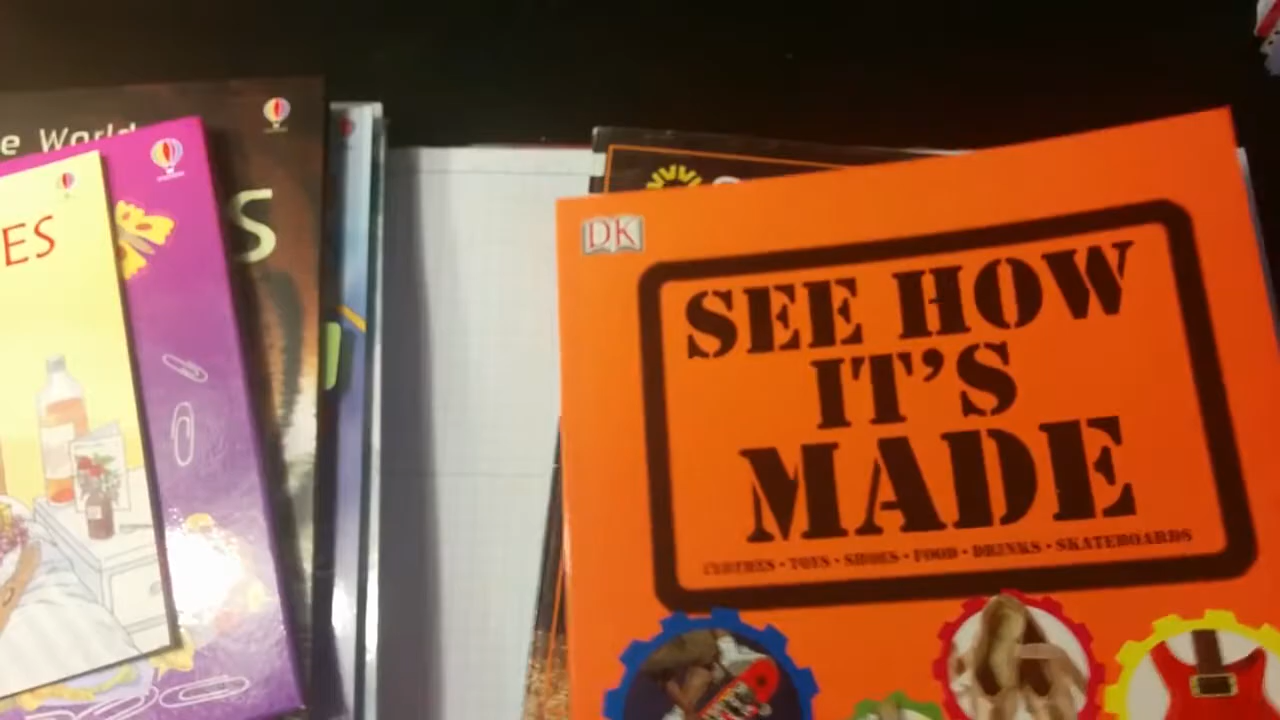 e World
ES
S
DK
SEE HOW
IT'S
MADE
CLOTHES • TOYS • SHOES • FOOD • DRINKS • SKATEBOARDS